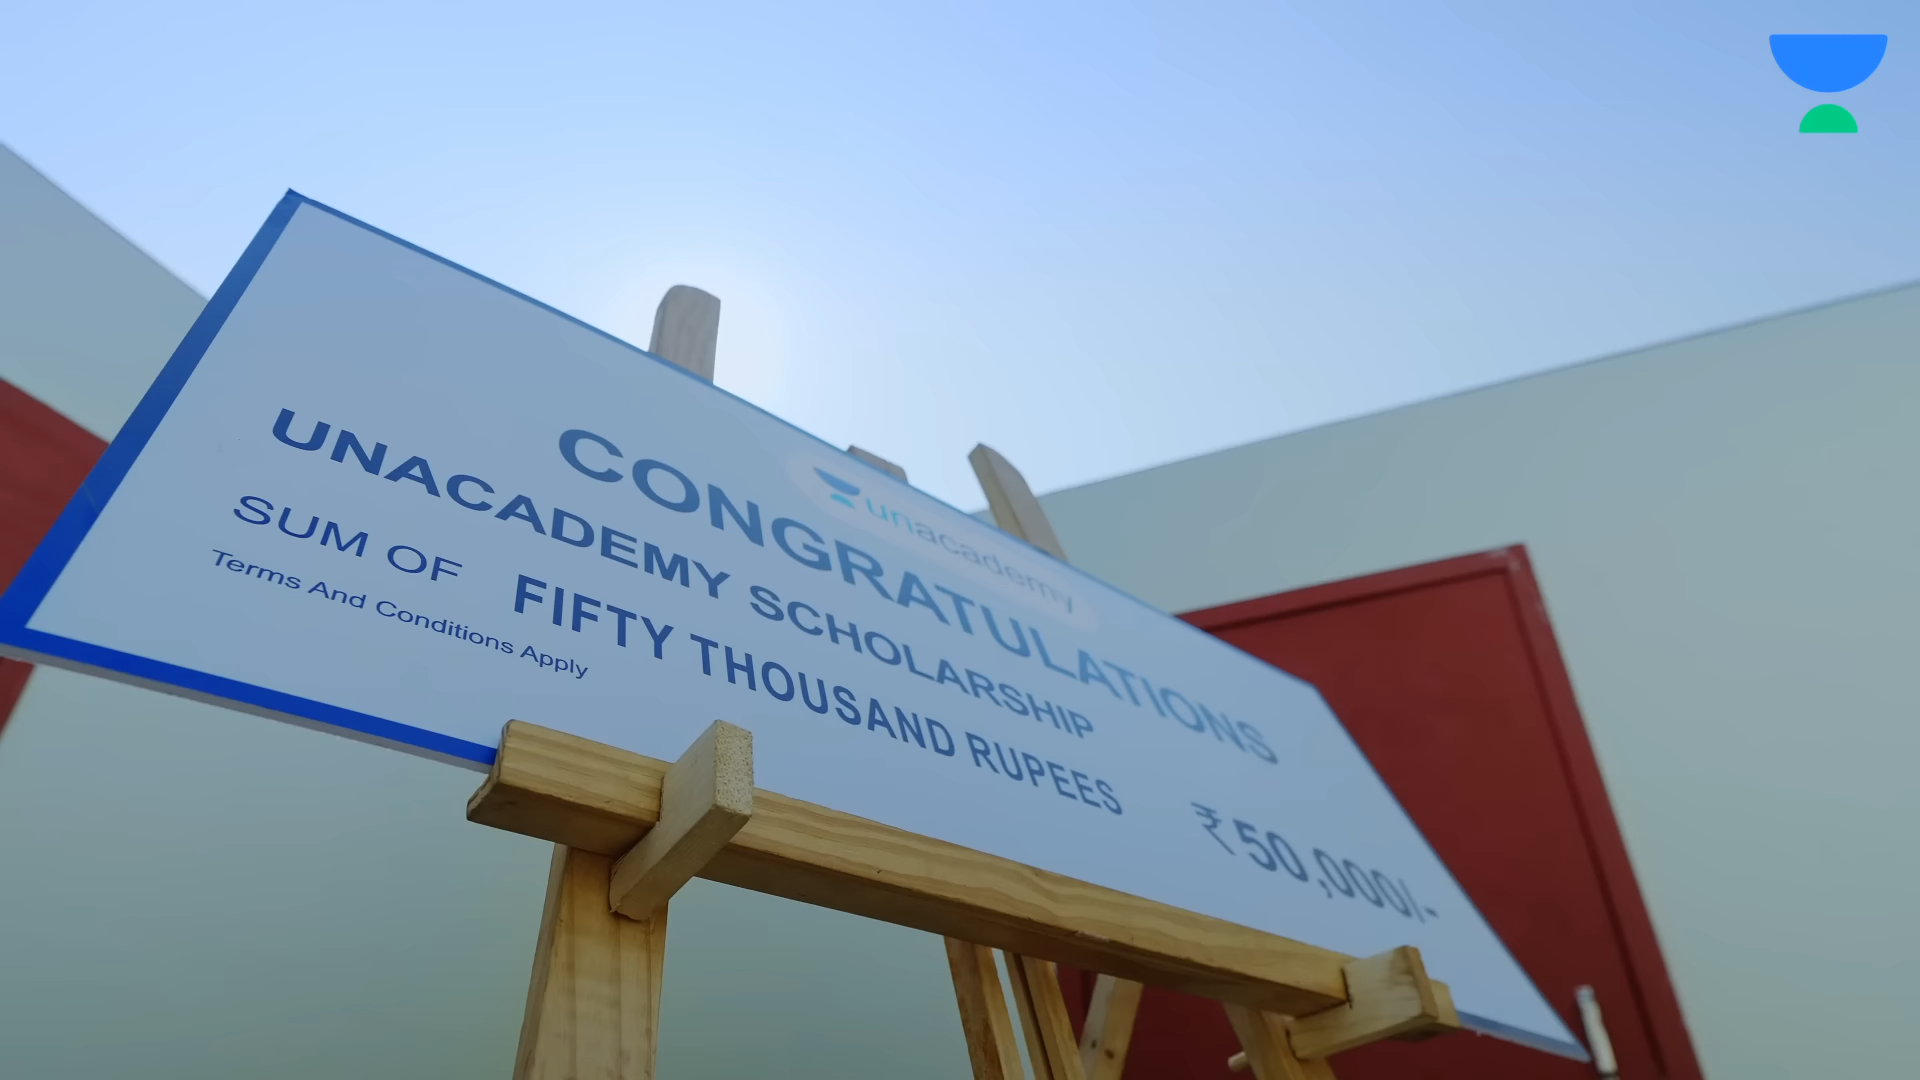 unacademy
CONGRATULATIONS
UNACADEMY SCHOLARSHIP
SUM OF FIFTY THOUSAND RUPEES ₹50,000/-
Terms And Conditions Apply